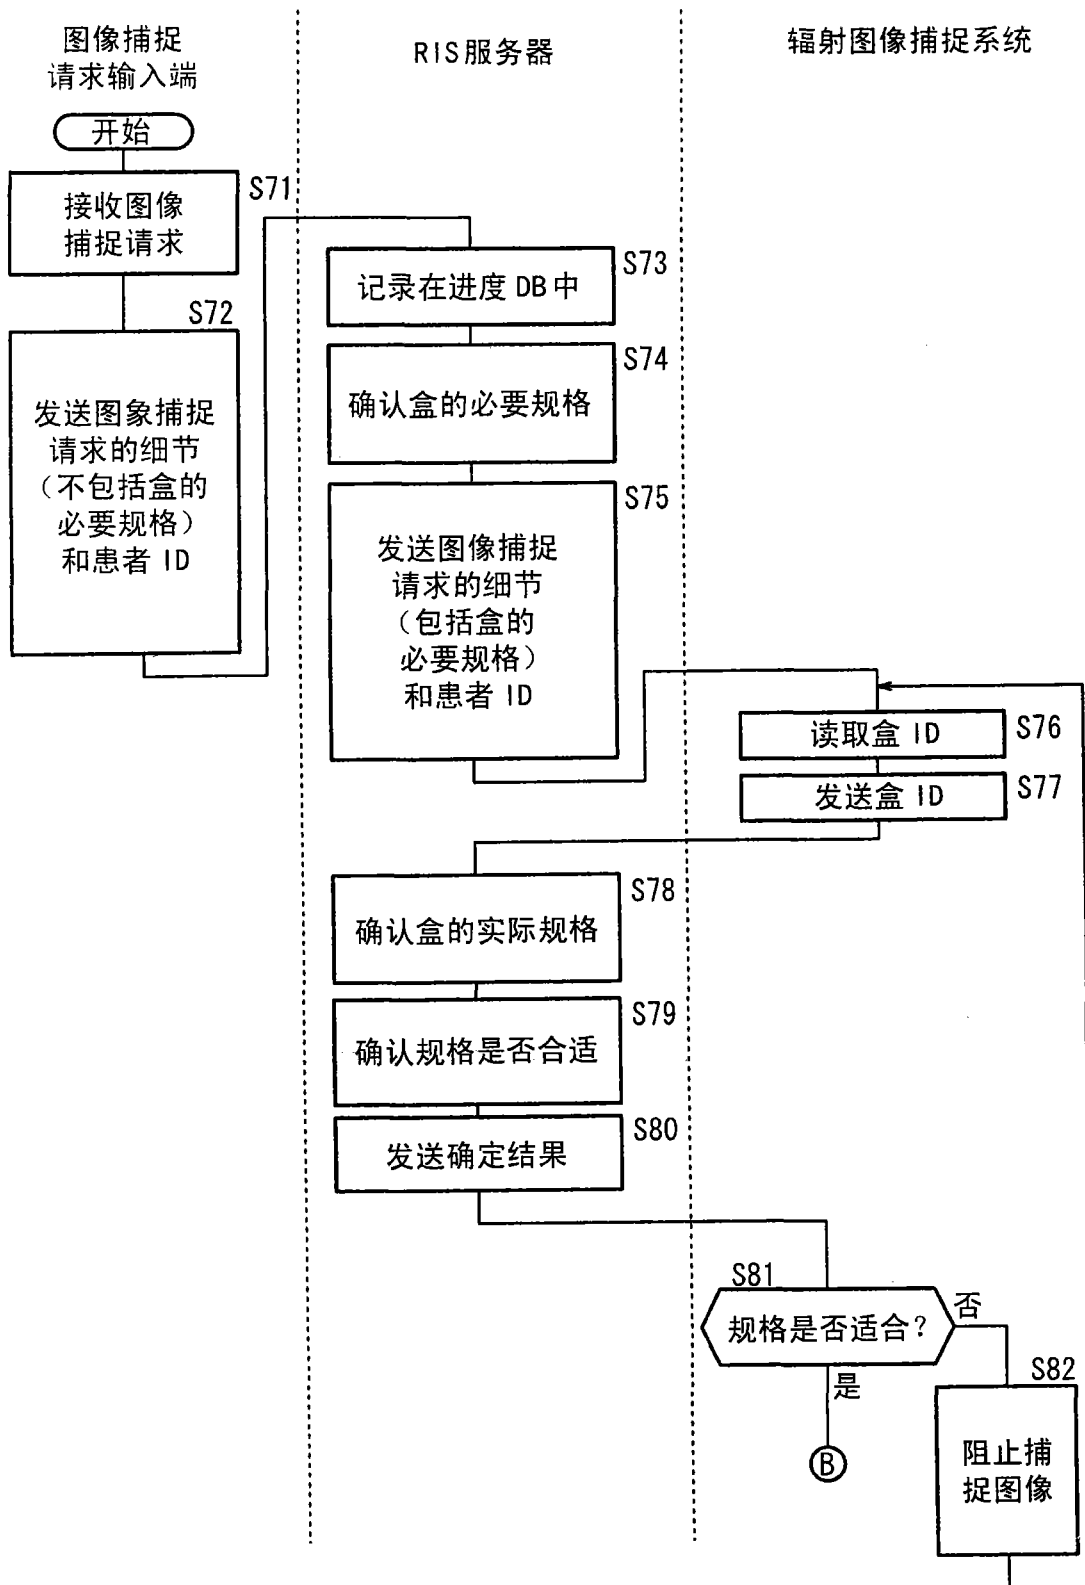 图像捕捉
请求输入端
RIS服务器
辐射图像捕捉系统
开始
接收图像
捕捉请求
S71
S72
发送图象捕捉
请求的细节
(不包括盒的
必要规格)
和患者 ID
记录在进度 DB 中
S73
确认盒的必要规格
S74
发送图像捕捉
请求的细节
(包括盒的
必要规格)
和患者 ID
S75
读取盒 ID
S76
发送盒 ID
S77
确认盒的实际规格
S78
确认规格是否合适
S79
发送确定结果
S80
S81
规格是否适合?
否
是
B
S82
阻止捕
捉图像